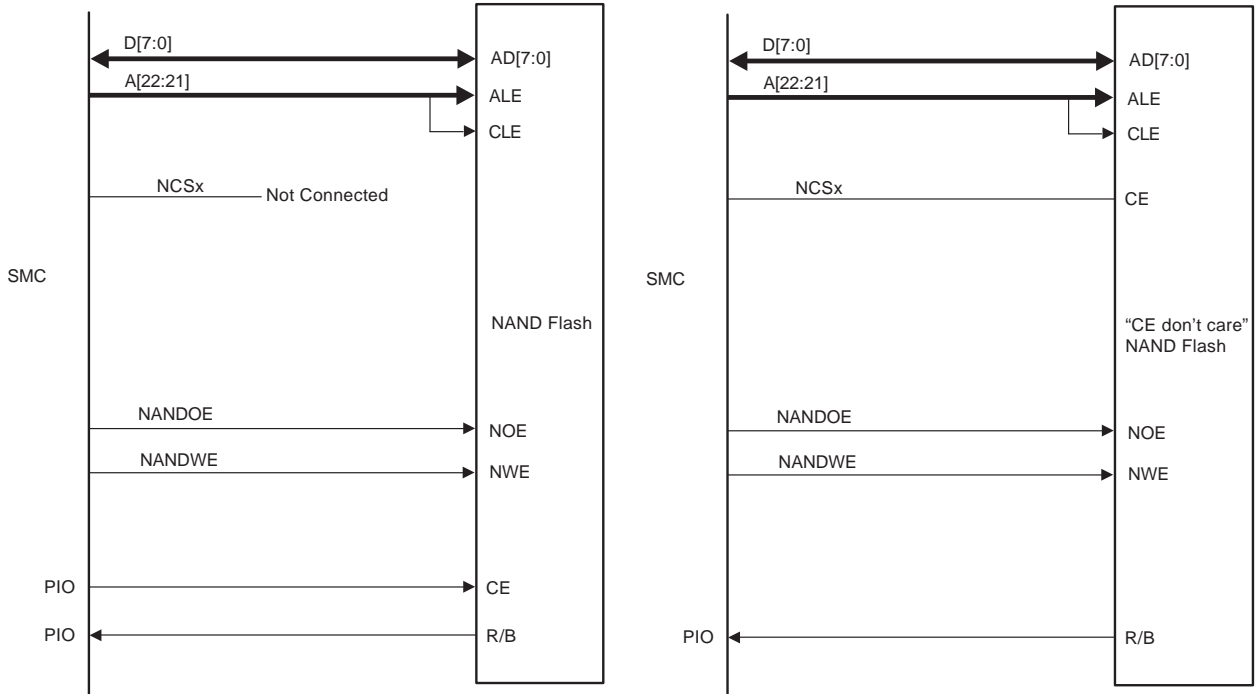 D[7:0]
AD[7:0]
A[22:21]
ALE
CLE
NCSx
Not Connected
SMC
NAND Flash
NANDOE
NOE
NANDWE
NWE
PIO
CE
PIO
R/B
D[7:0]
AD[7:0]
A[22:21]
ALE
CLE
NCSx
CE
SMC
“CE don’t care”
NAND Flash
NANDOE
NOE
NANDWE
NWE
PIO
R/B